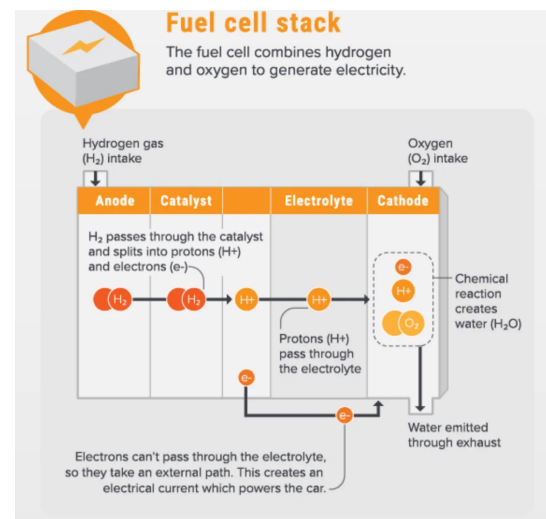 Fuel cell stack
The fuel cell combines hydrogen
and oxygen to generate electricity.
Hydrogen gas
(H₂) intake
Oxygen
(O₂) intake
Anode
Catalyst
Electrolyte
Cathode
H₂ passes through the catalyst
and splits into protons (H+)
and electrons (e-)
H₂
H₂
H+
H+
e-
H+
O₂
Chemical
reaction
creates
water (H₂O)
Protons (H+)
pass through
the electrolyte
e-
e-
Water emitted
through exhaust
Electrons can't pass through the electrolyte,
so they take an external path. This creates an
electrical current which powers the car.